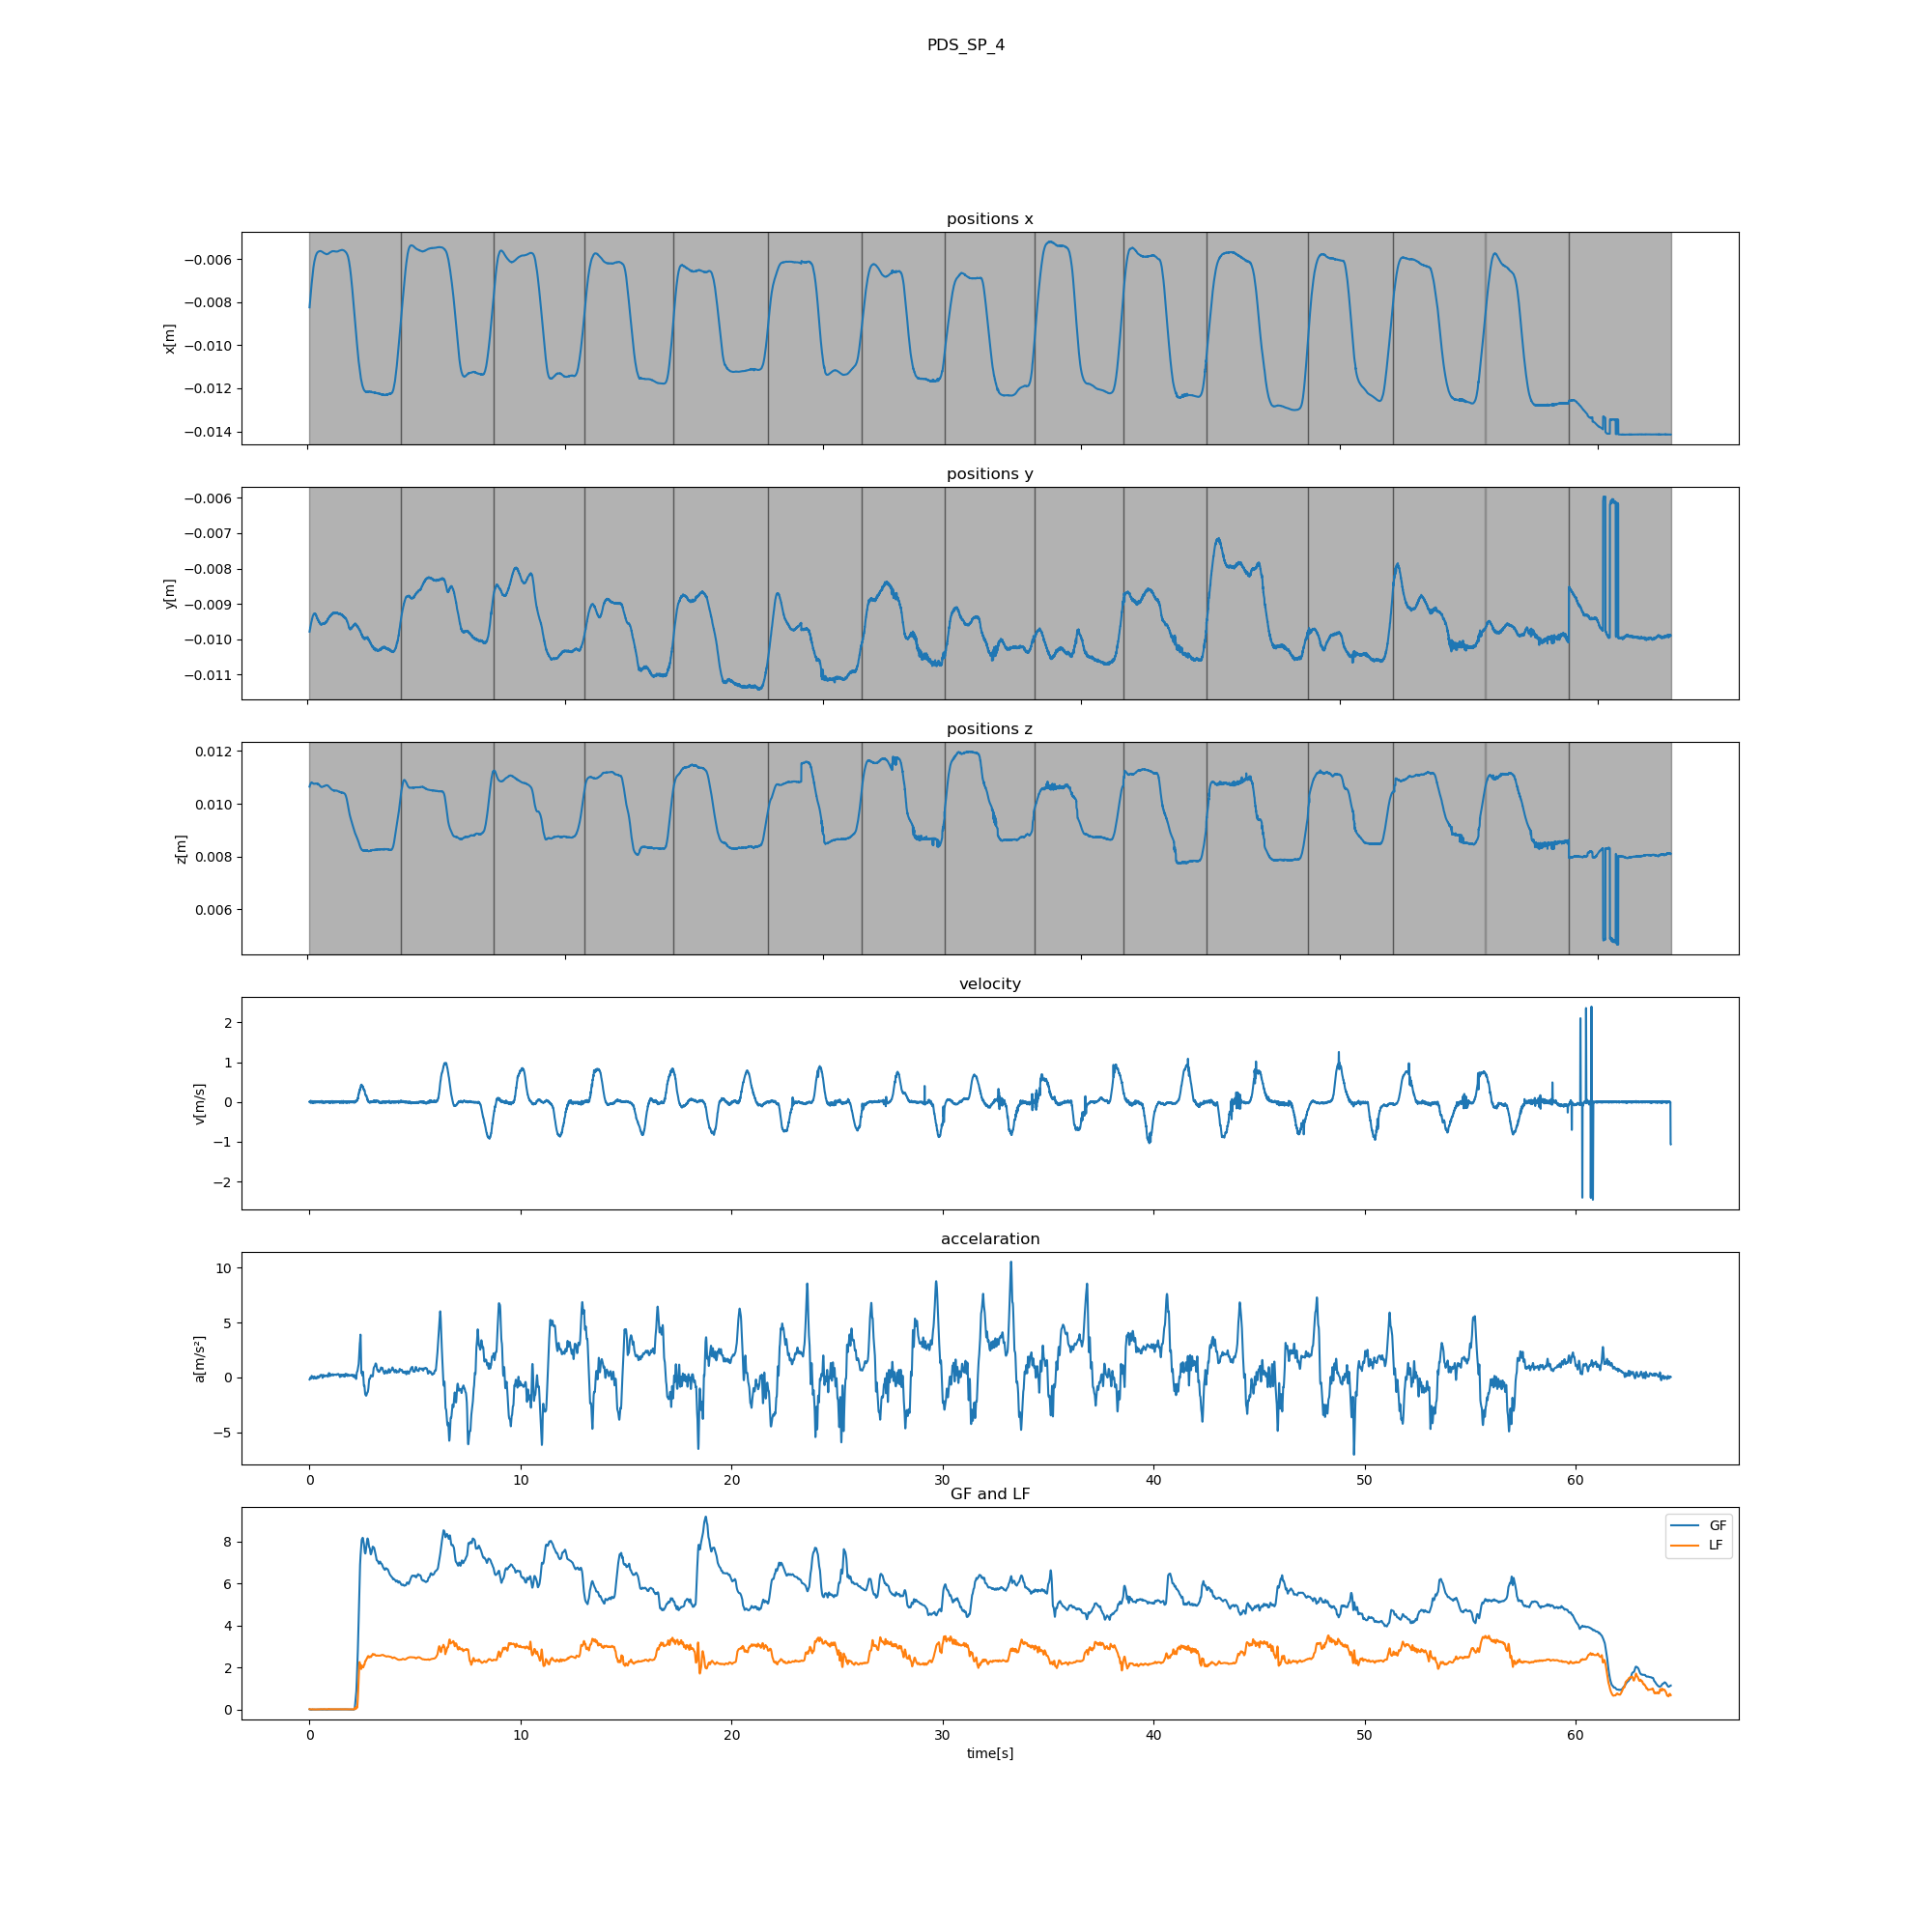 PDS_SP_4
positions x
−0.006
−0.008
−0.010
−0.012
−0.014
x[m]
positions y
−0.006
−0.007
−0.008
−0.009
−0.010
−0.011
y[m]
positions z
0.012
0.010
0.008
0.006
z[m]
velocity
2
1
0
−1
−2
v[m/s]
accelaration
10
5
0
−5
a[m/s²]
0 10 20 30 40 50 60
GF and LF
8
6
4
2
0
GF
LF
0 10 20 30 40 50 60
time[s]